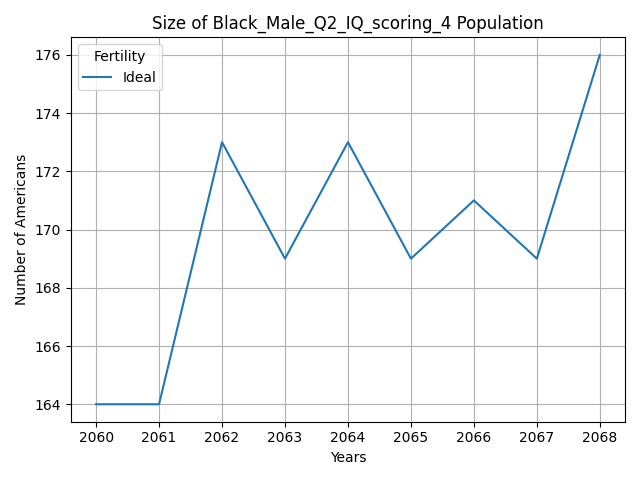 Size of Black_Male_Q2_IQ_scoring_4 Population
Fertility
Ideal
Number of Americans
176
174
172
170
168
166
164
2060 2061 2062 2063 2064 2065 2066 2067 2068
Years